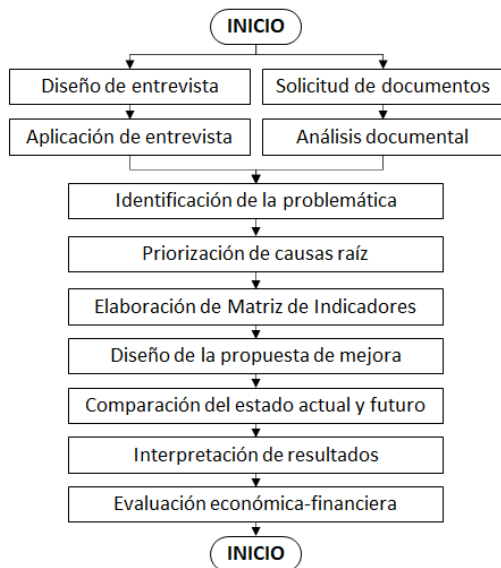 INICIO
Diseño de entrevista
Solicitud de documentos
Aplicación de entrevista
Análisis documental
Identificación de la problemática
Priorización de causas raíz
Elaboración de Matriz de Indicadores
Diseño de la propuesta de mejora
Comparación del estado actual y futuro
Interpretación de resultados
Evaluación económica-financiera
INICIO